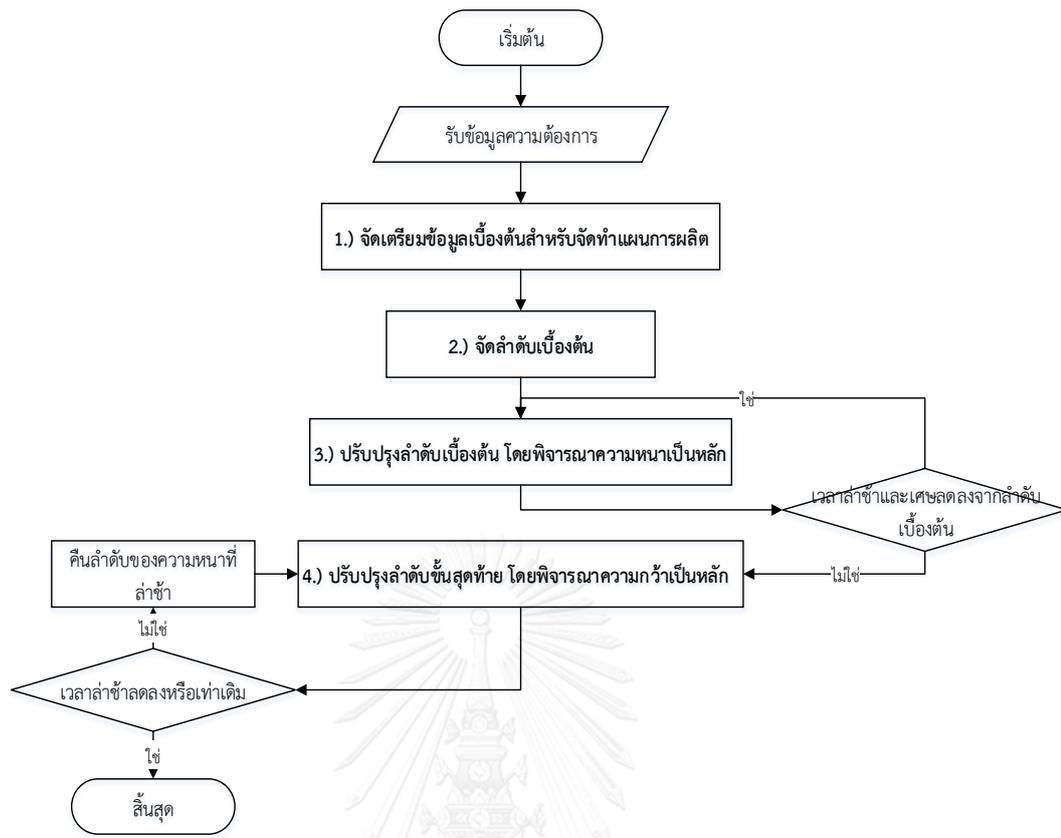 เริ่มต้น
รับข้อมูลความต้องการ
1.) จัดเตรียมข้อมูลเบื้องต้นสำหรับจัดทำแผนการผลิต
2.) จัดลำดับเบื้องต้น
ใช่
3.) ปรับปรุงลำดับเบื้องต้น โดยพิจารณาความหนาเป็นหลัก
เวลาล่าช้าและเศษลดลงจากลำดับ
เบื้องต้น
ไม่ใช่
4.) ปรับปรุงลำดับขั้นสุดท้าย โดยพิจารณาความกว้าเป็นหลัก
คืนลำดับของความหนาที่
ล่าช้า
ไม่ใช่
เวลาล่าช้าลดลงหรือเท่าเดิม
ใช่
สิ้นสุด